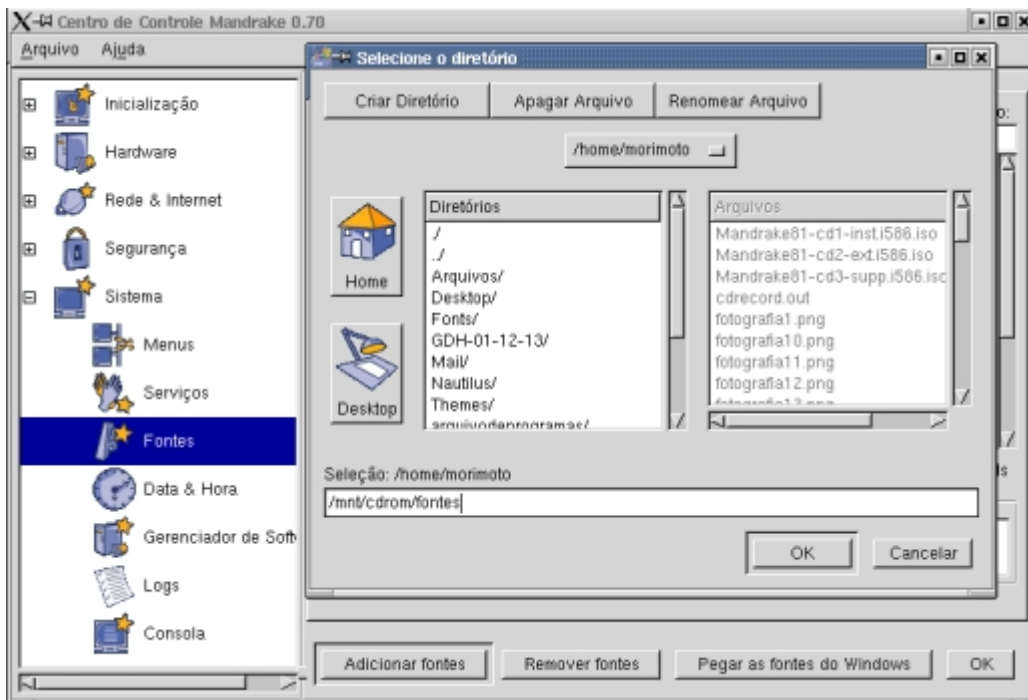 Centro de Controle Mandrake 0.70
Arquivo Ajuda
Inicialização
Hardware
Rede & Internet
Segurança
Sistema
Menus
Serviços
Fontes
Data & Hora
Gerenciador de Soft
Logs
Consola
Selecione o diretório
Criar Diretório Apagar Arquivo Renomear Arquivo
/home/morimoto
Home
Desktop
Diretórios
./
../
Arquivos/
Desktop/
Fonts/
GDH-01-12-13/
Mail/
Nautilus/
Themes/
arquivodeprogramas/
Arquivos
Mandrake81-cd1-inst.i586.iso
Mandrake81-cd2-ext.i586.iso
Mandrake81-cd3-supp.i586.isc
cdrecord.out
fotografia1.png
fotografia10.png
fotografia11.png
fotografia12.png
fotografia13.png
Seleção: /home/morimoto
/mnt/cdrom/fontes
OK Cancelar
Adicionar fontes Remover fontes Pegar as fontes do Windows OK